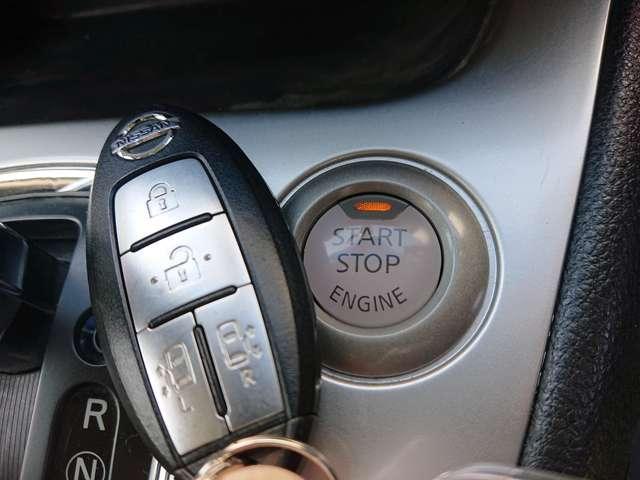 NISSAN
START
STOP
ENGINE
L
R
R
N